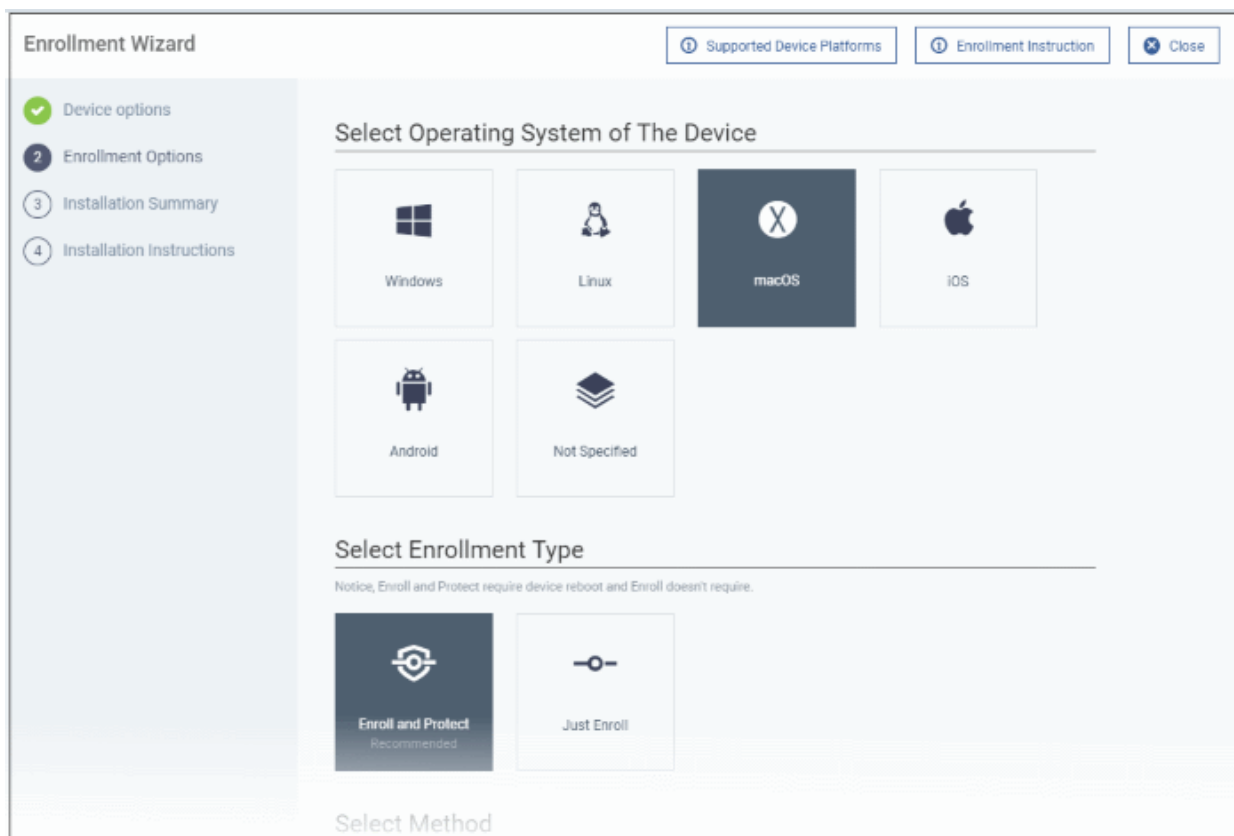 Enrollment Wizard
Supported Device Platforms
Enrollment Instruction
Close
Device options
2 Enrollment Options
3 Installation Summary
4 Installation Instructions
Select Operating System of The Device
Windows
Linux
X
macOS
iOS
Android
Not Specified
Select Enrollment Type
Notice, Enroll and Protect require device reboot and Enroll doesn't require.
Enroll and Protect
Recommended
Just Enroll
Select Method